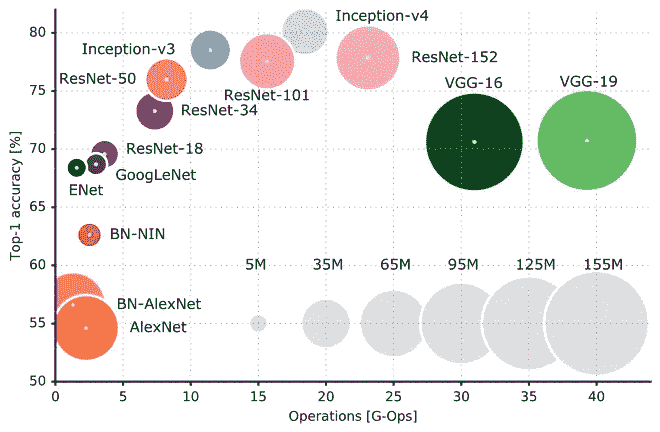 Inception-v4
80
Inception-v3
ResNet-50
ResNet-152
75
VGG-16
VGG-19
ResNet-101
ResNet-34
70
ResNet-18
GoogLeNet
ENet
65
BN-NIN
60
5M 35M 65M 95M 125M 155M
BN-AlexNet
55
AlexNet
50
0 5 10 15 20 25 30 35 40
Operations [G-Ops]
Top-1 accuracy [%]